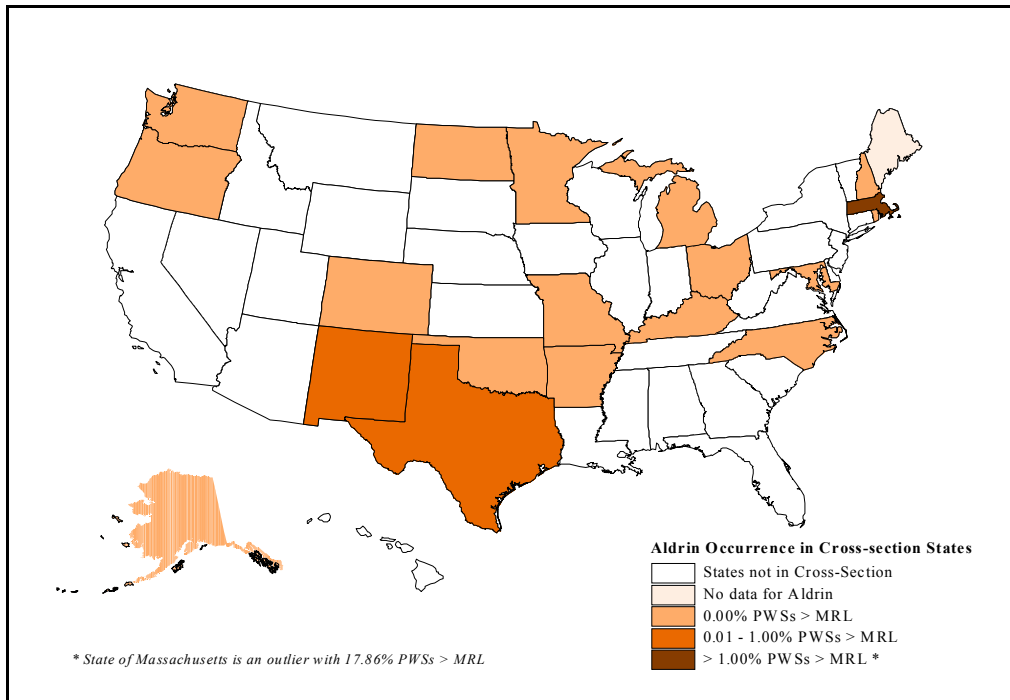 Aldrin Occurrence in Cross-section States
States not in Cross-Section
No data for Aldrin
0.00% PWSs > MRL
0.01 - 1.00% PWSs > MRL
> 1.00% PWSs > MRL *
* State of Massachusetts is an outlier with 17.86% PWSs > MRL